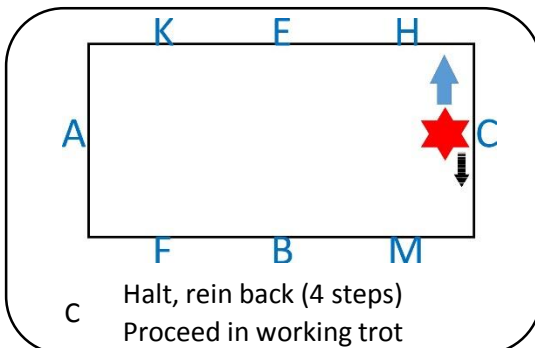 K E H
A C
F B M
C Halt, rein back (4 steps)
Proceed in working trot